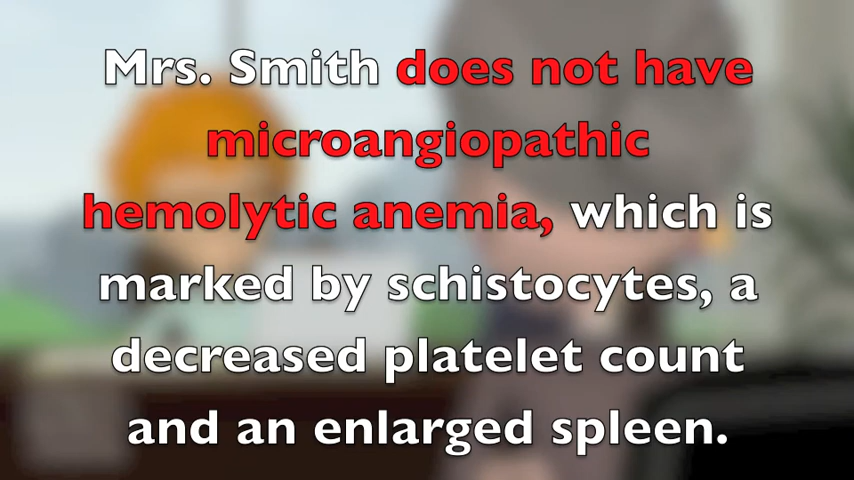 Mrs. Smith does not have
microangiopathic
hemolytic anemia, which is
marked by schistocytes, a
decreased platelet count
and an enlarged spleen.